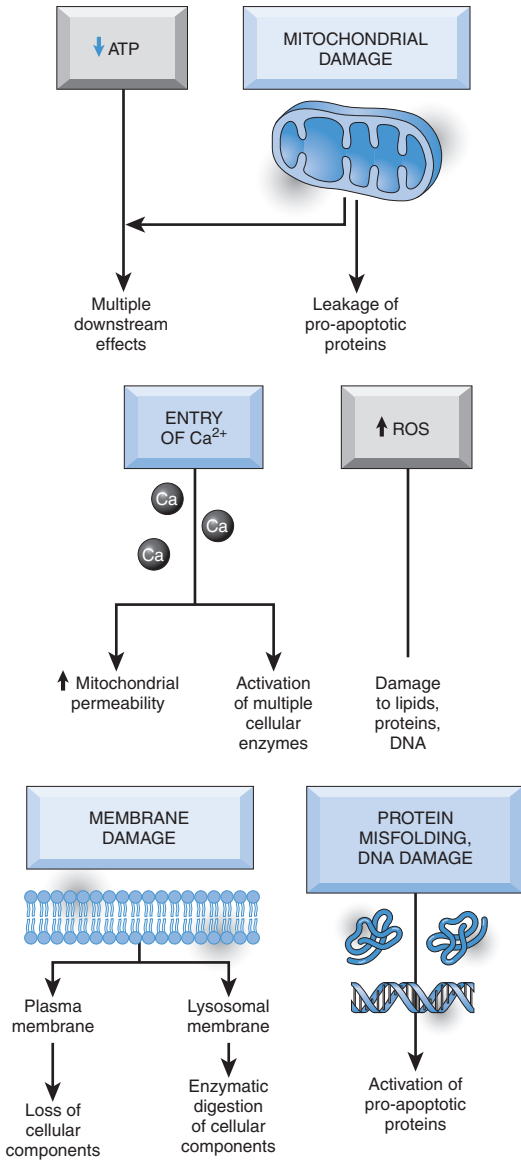 ↓ ATP
MITOCHONDRIAL
DAMAGE
Multiple
downstream
effects
Leakage of
pro-apoptotic
proteins
ENTRY
OF Ca²⁺
↑ ROS
Ca
Ca
Ca
↑ Mitochondrial
permeability
Activation
of multiple
cellular
enzymes
Damage
to lipids,
proteins,
DNA
MEMBRANE
DAMAGE
PROTEIN
MISFOLDING,
DNA DAMAGE
Plasma
membrane
Lysosomal
membrane
Loss of
cellular
components
Enzymatic
digestion
of cellular
components
Activation of
pro-apoptotic
proteins